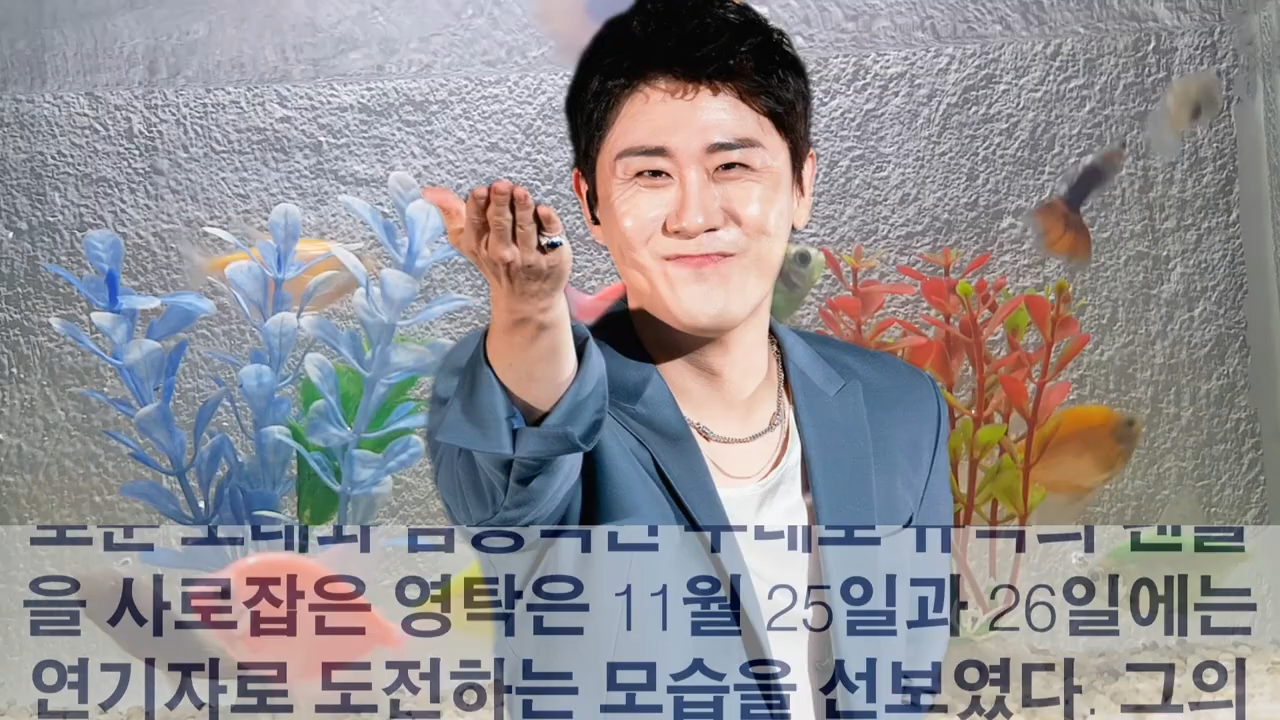 을 사로잡은 영탁은 11월 25일과 26일에는
연기자로 도전하는 모습을 선보였다. 그의